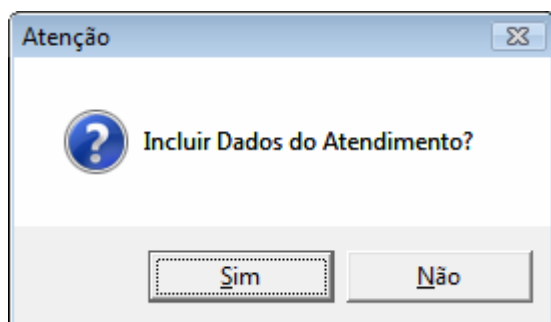 Atenção
Incluir Dados do Atendimento?
Sim Não